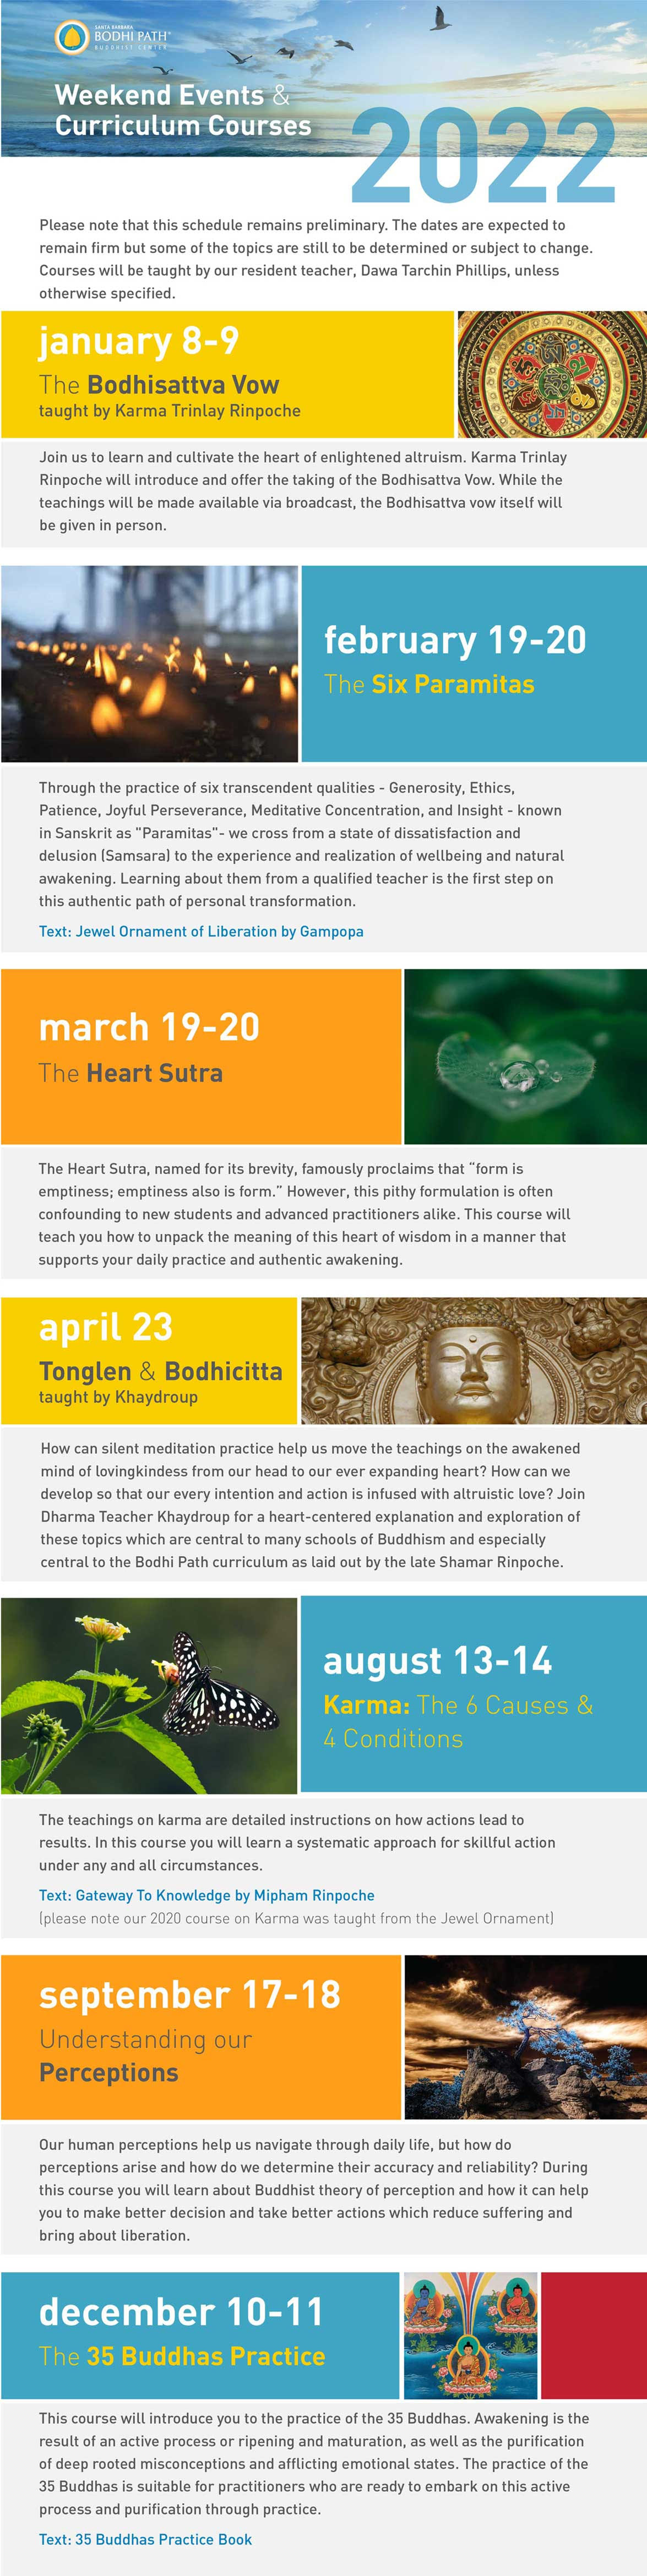 SANTA BARBARA
BODHI PATH
BUDDHIST CENTER
Weekend Events &
Curriculum Courses
2022
Please note that this schedule remains preliminary. The dates are expected to
remain firm but some of the topics are still to be determined or subject to change.
Courses will be taught by our resident teacher, Dawa Tarchin Phillips, unless
otherwise specified.
january 8-9
The Bodhisattva Vow
taught by Karma Trinlay Rinpoche
Join us to learn and cultivate the heart of enlightened altruism. Karma Trinlay
Rinpoche will introduce and offer the taking of the Bodhisattva Vow. While the
teachings will be made available via broadcast, the Bodhisattva vow itself will
be given in person.
february 19-20
The Six Paramitas
Through the practice of six transcendent qualities - Generosity, Ethics,
Patience, Joyful Perseverance, Meditative Concentration, and Insight - known
in Sanskrit as "Paramitas"- we cross from a state of dissatisfaction and
delusion (Samsara) to the experience and realization of wellbeing and natural
awakening. Learning about them from a qualified teacher is the first step on
this authentic path of personal transformation.
Text: Jewel Ornament of Liberation by Gampopa
march 19-20
The Heart Sutra
The Heart Sutra, named for its brevity, famously proclaims that “form is
emptiness; emptiness also is form.” However, this pithy formulation is often
confounding to new students and advanced practitioners alike. This course will
teach you how to unpack the meaning of this heart of wisdom in a manner that
supports your daily practice and authentic awakening.
april 23
Tonglen & Bodhicitta
taught by Khaydroup
How can silent meditation practice help us move the teachings on the awakened
mind of lovingkindess from our head to our ever expanding heart? How can we
develop so that our every intention and action is infused with altruistic love? Join
Dharma Teacher Khaydroup for a heart-centered explanation and exploration of
these topics which are central to many schools of Buddhism and especially
central to the Bodhi Path curriculum as laid out by the late Shamar Rinpoche.
august 13-14
Karma: The 6 Causes &
4 Conditions
The teachings on karma are detailed instructions on how actions lead to
results. In this course you will learn a systematic approach for skillful action
under any and all circumstances.
Text: Gateway To Knowledge by Mipham Rinpoche
(please note our 2020 course on Karma was taught from the Jewel Ornament)
september 17-18
Understanding our
Perceptions
Our human perceptions help us navigate through daily life, but how do
perceptions arise and how do we determine their accuracy and reliability? During
this course you will learn about Buddhist theory of perception and how it can help
you to make better decision and take better actions which reduce suffering and
bring about liberation.
december 10-11
The 35 Buddhas Practice
This course will introduce you to the practice of the 35 Buddhas. Awakening is the
result of an active process or ripening and maturation, as well as the purification
of deep rooted misconceptions and afflicting emotional states. The practice of the
35 Buddhas is suitable for practitioners who are ready to embark on this active
process and purification through practice.
Text: 35 Buddhas Practice Book